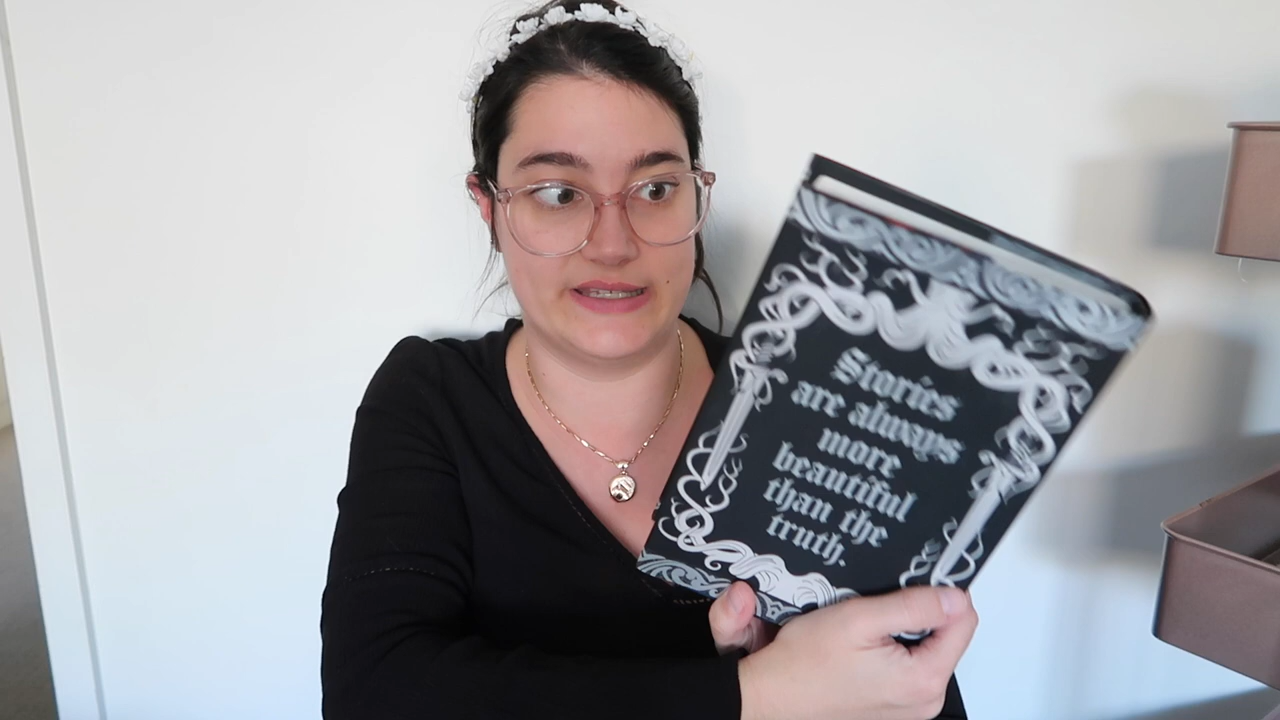 Stories
are always
more
beautiful
than the
truth.